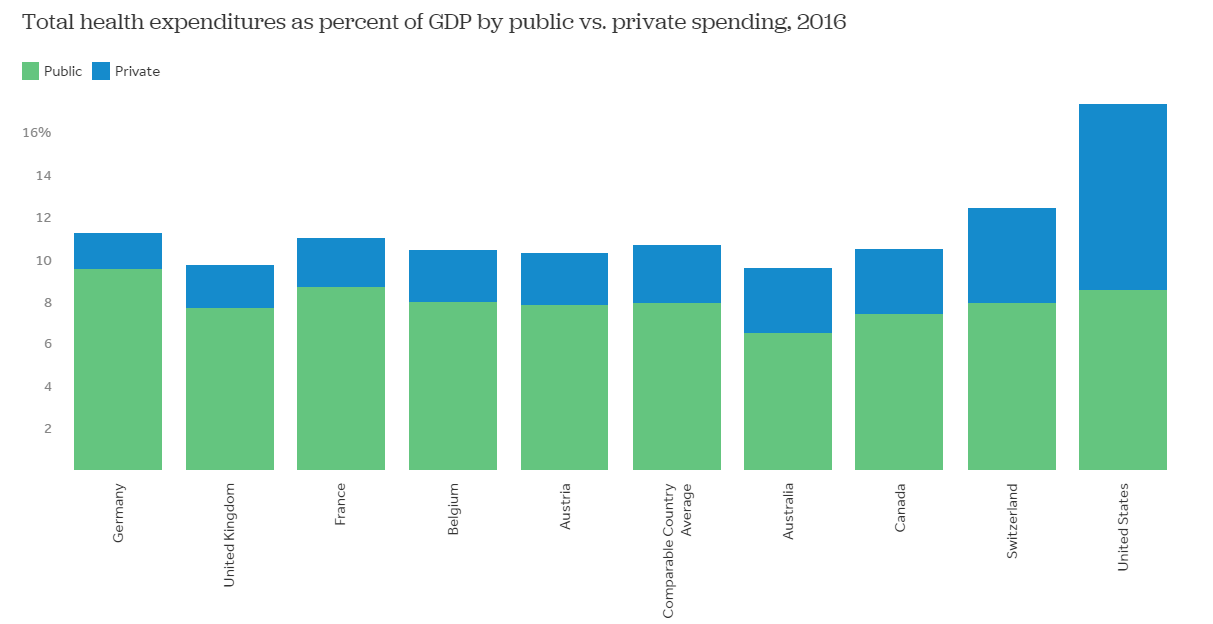 Total health expenditures as percent of GDP by public vs. private spending, 2016
Public
Private
16%
14
12
10
8
6
4
2
Germany
United Kingdom
France
Belgium
Austria
Comparable Country
Average
Australia
Canada
Switzerland
United States